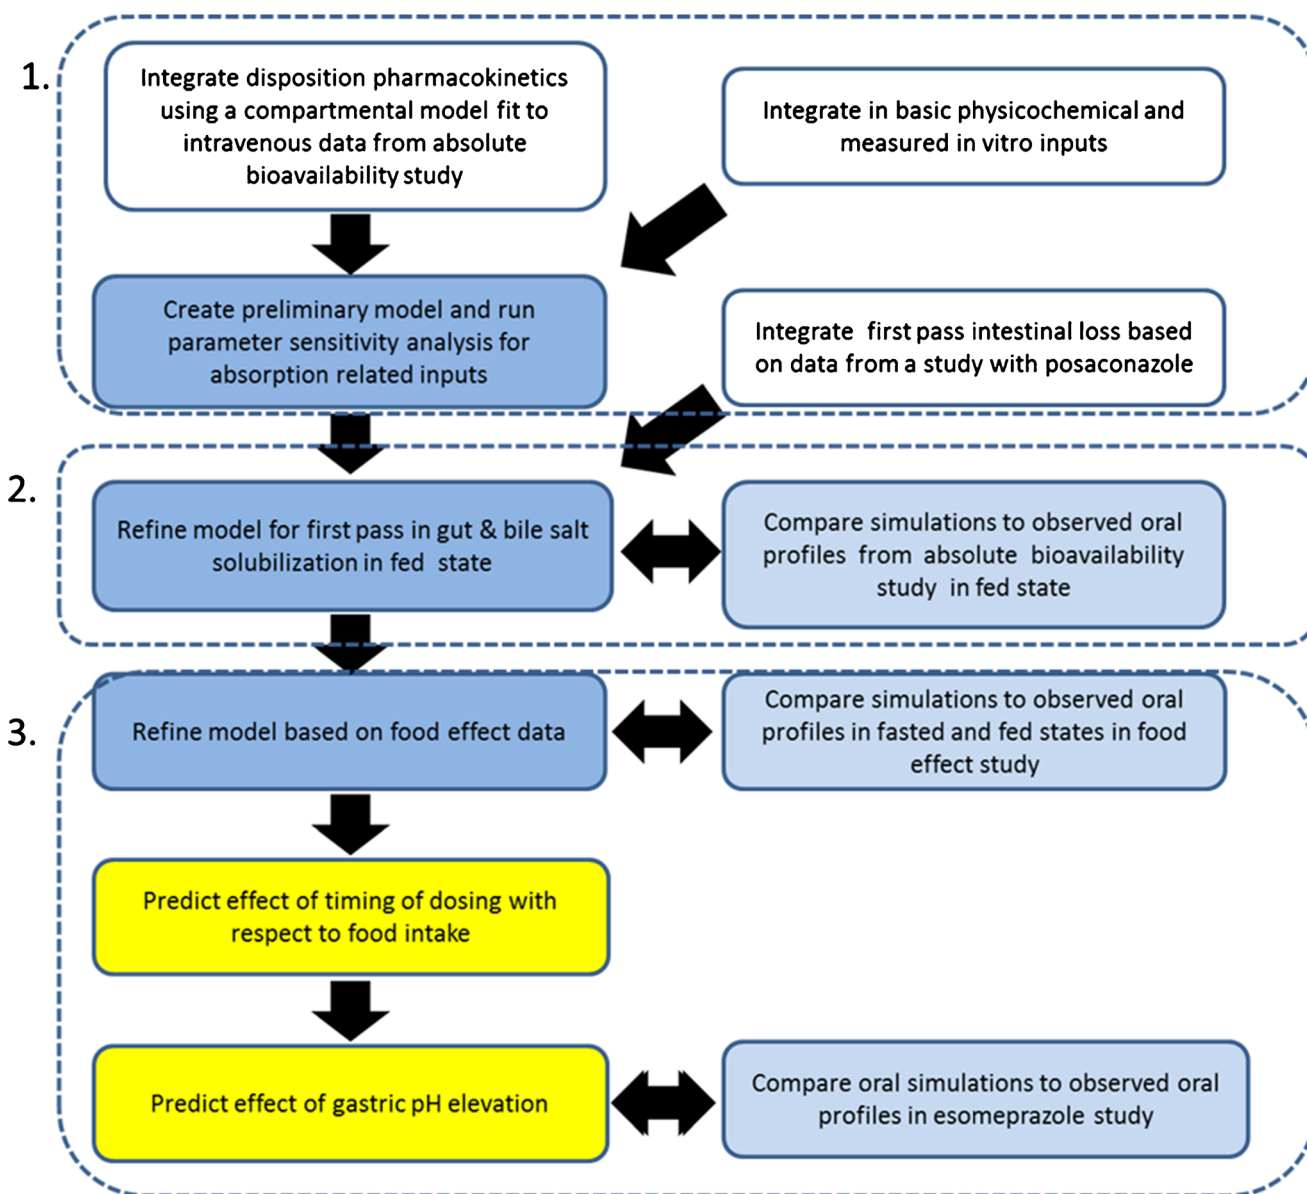 1.
Integrate disposition pharmacokinetics
using a compartmental model fit to
intravenous data from absolute
bioavailability study
Integrate in basic physicochemical and
measured in vitro inputs
Create preliminary model and run
parameter sensitivity analysis for
absorption related inputs
Integrate first pass intestinal loss based
on data from a study with posaconazole
2.
Refine model for first pass in gut & bile salt
solubilization in fed state
Compare simulations to observed oral
profiles from absolute bioavailability
study in fed state
3.
Refine model based on food effect data
Compare simulations to observed oral
profiles in fasted and fed states in food
effect study
Predict effect of timing of dosing with
respect to food intake
Predict effect of gastric pH elevation
Compare oral simulations to observed oral
profiles in esomeprazole study